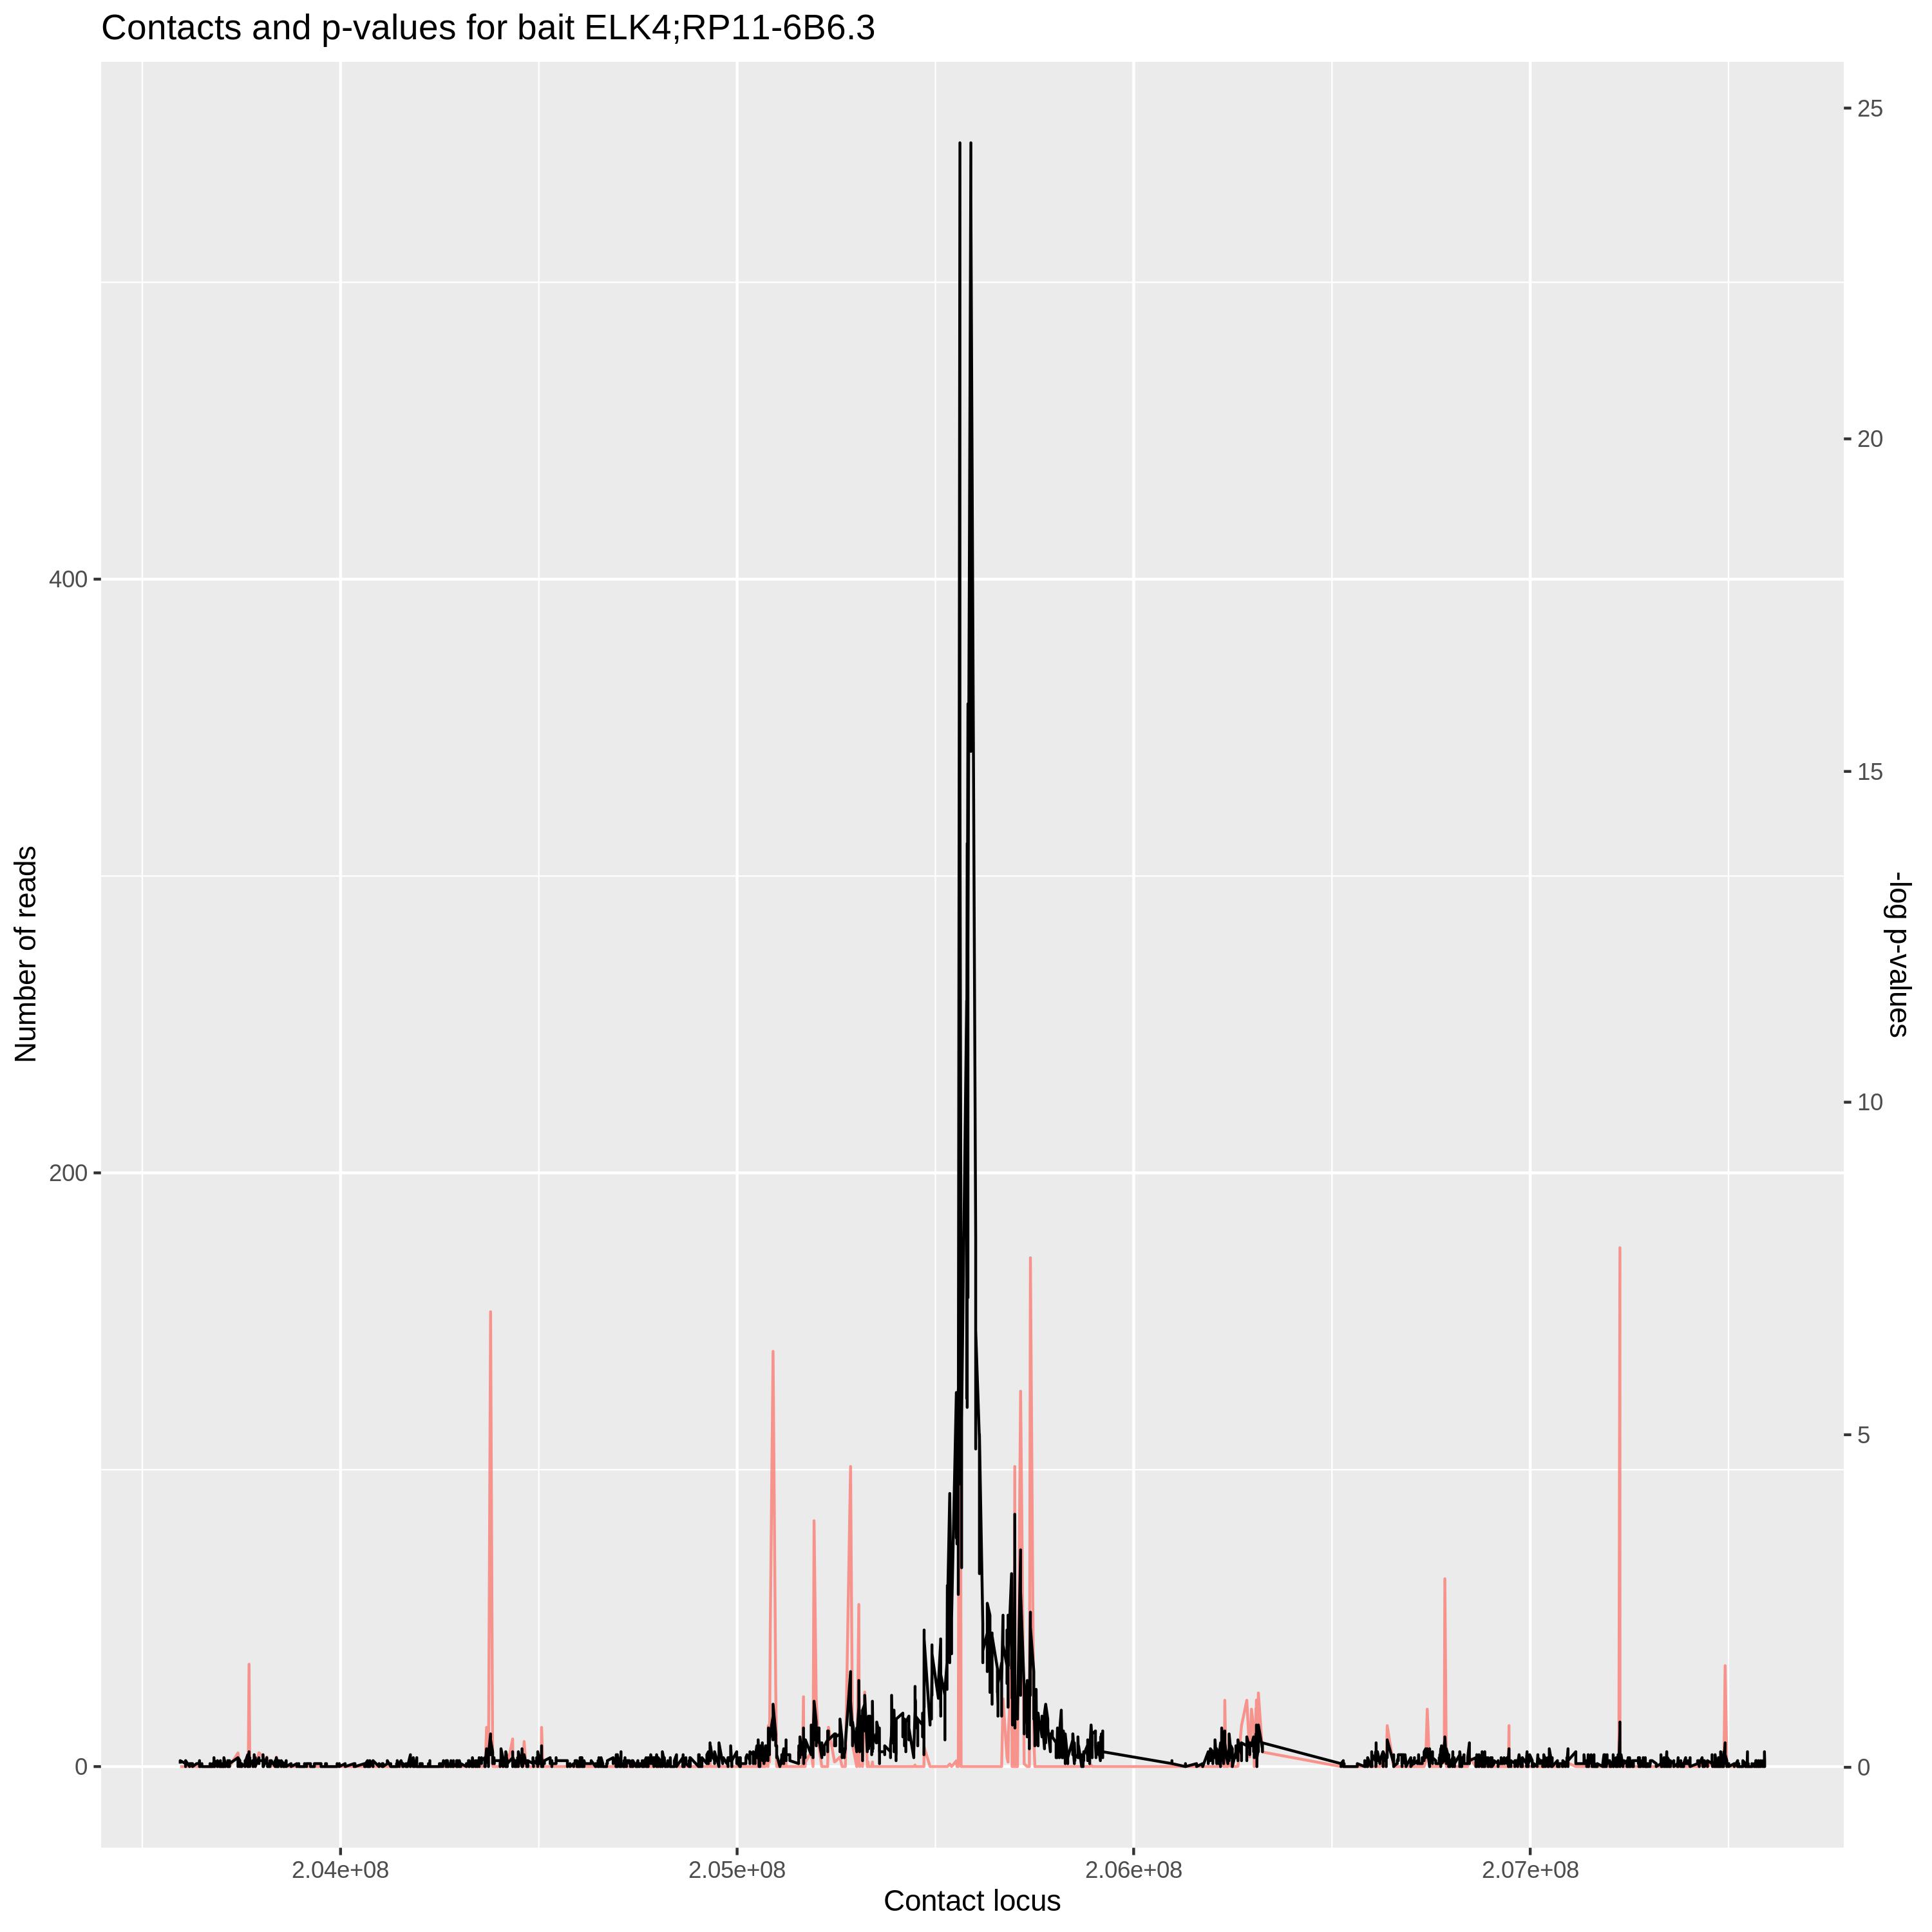 Contacts and p-values for bait ELK4;RP11-6B6.3
25
20
400
15
Number of reads
-log p-values
10
200
5
0
0
2.04e+08
2.05e+08
2.06e+08
2.07e+08
Contact locus